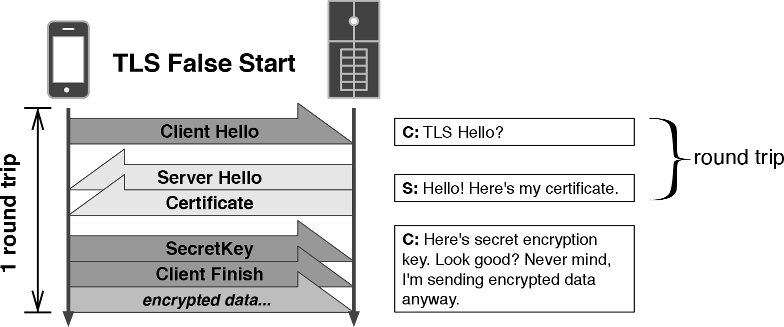 TLS False Start
1 round trip
Client Hello
Server Hello
Certificate
SecretKey
Client Finish
encrypted data...
C: TLS Hello?
S: Hello! Here's my certificate.
round trip
C: Here's secret encryption
key. Look good? Never mind,
I'm sending encrypted data
anyway.